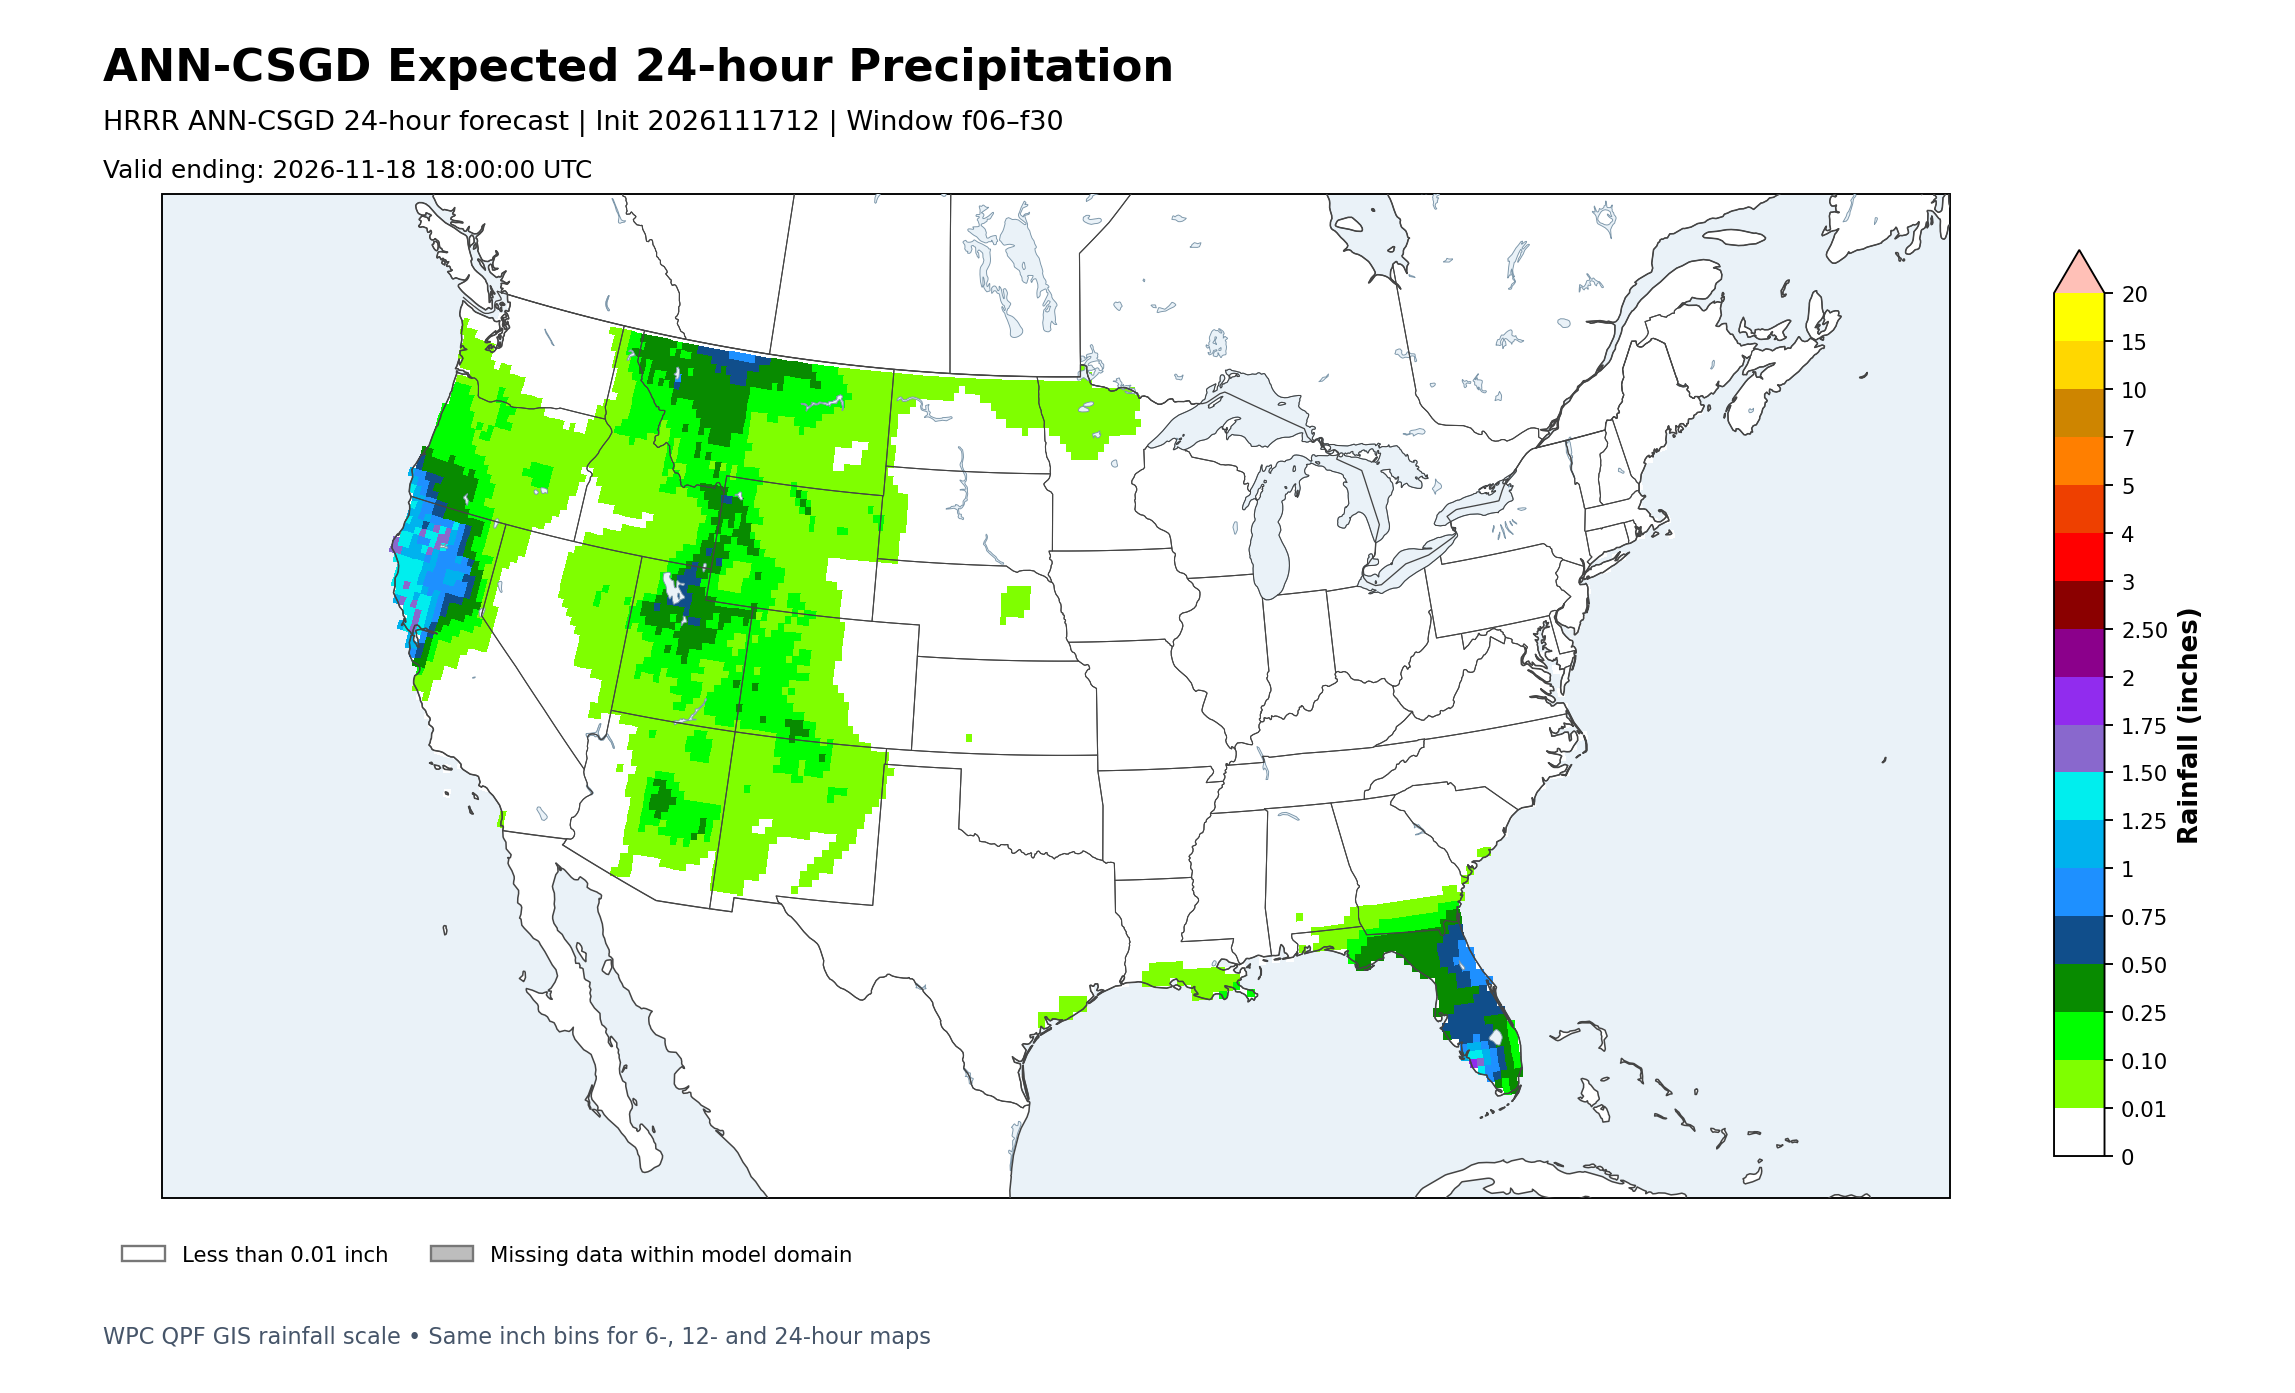 ANN-CSGD Expected 24-hour Precipitation
HRRR ANN-CSGD 24-hour forecast | Init 2026111712 | Window f06–f30
Valid ending: 2026-11-18 18:00:00 UTC
20
15
10
7
5
4
3
2.50
2
1.75
1.50
1.25
1
0.75
0.50
0.25
0.10
0.01
0
Rainfall (inches)
Less than 0.01 inch
Missing data within model domain
WPC QPF GIS rainfall scale • Same inch bins for 6-, 12- and 24-hour maps